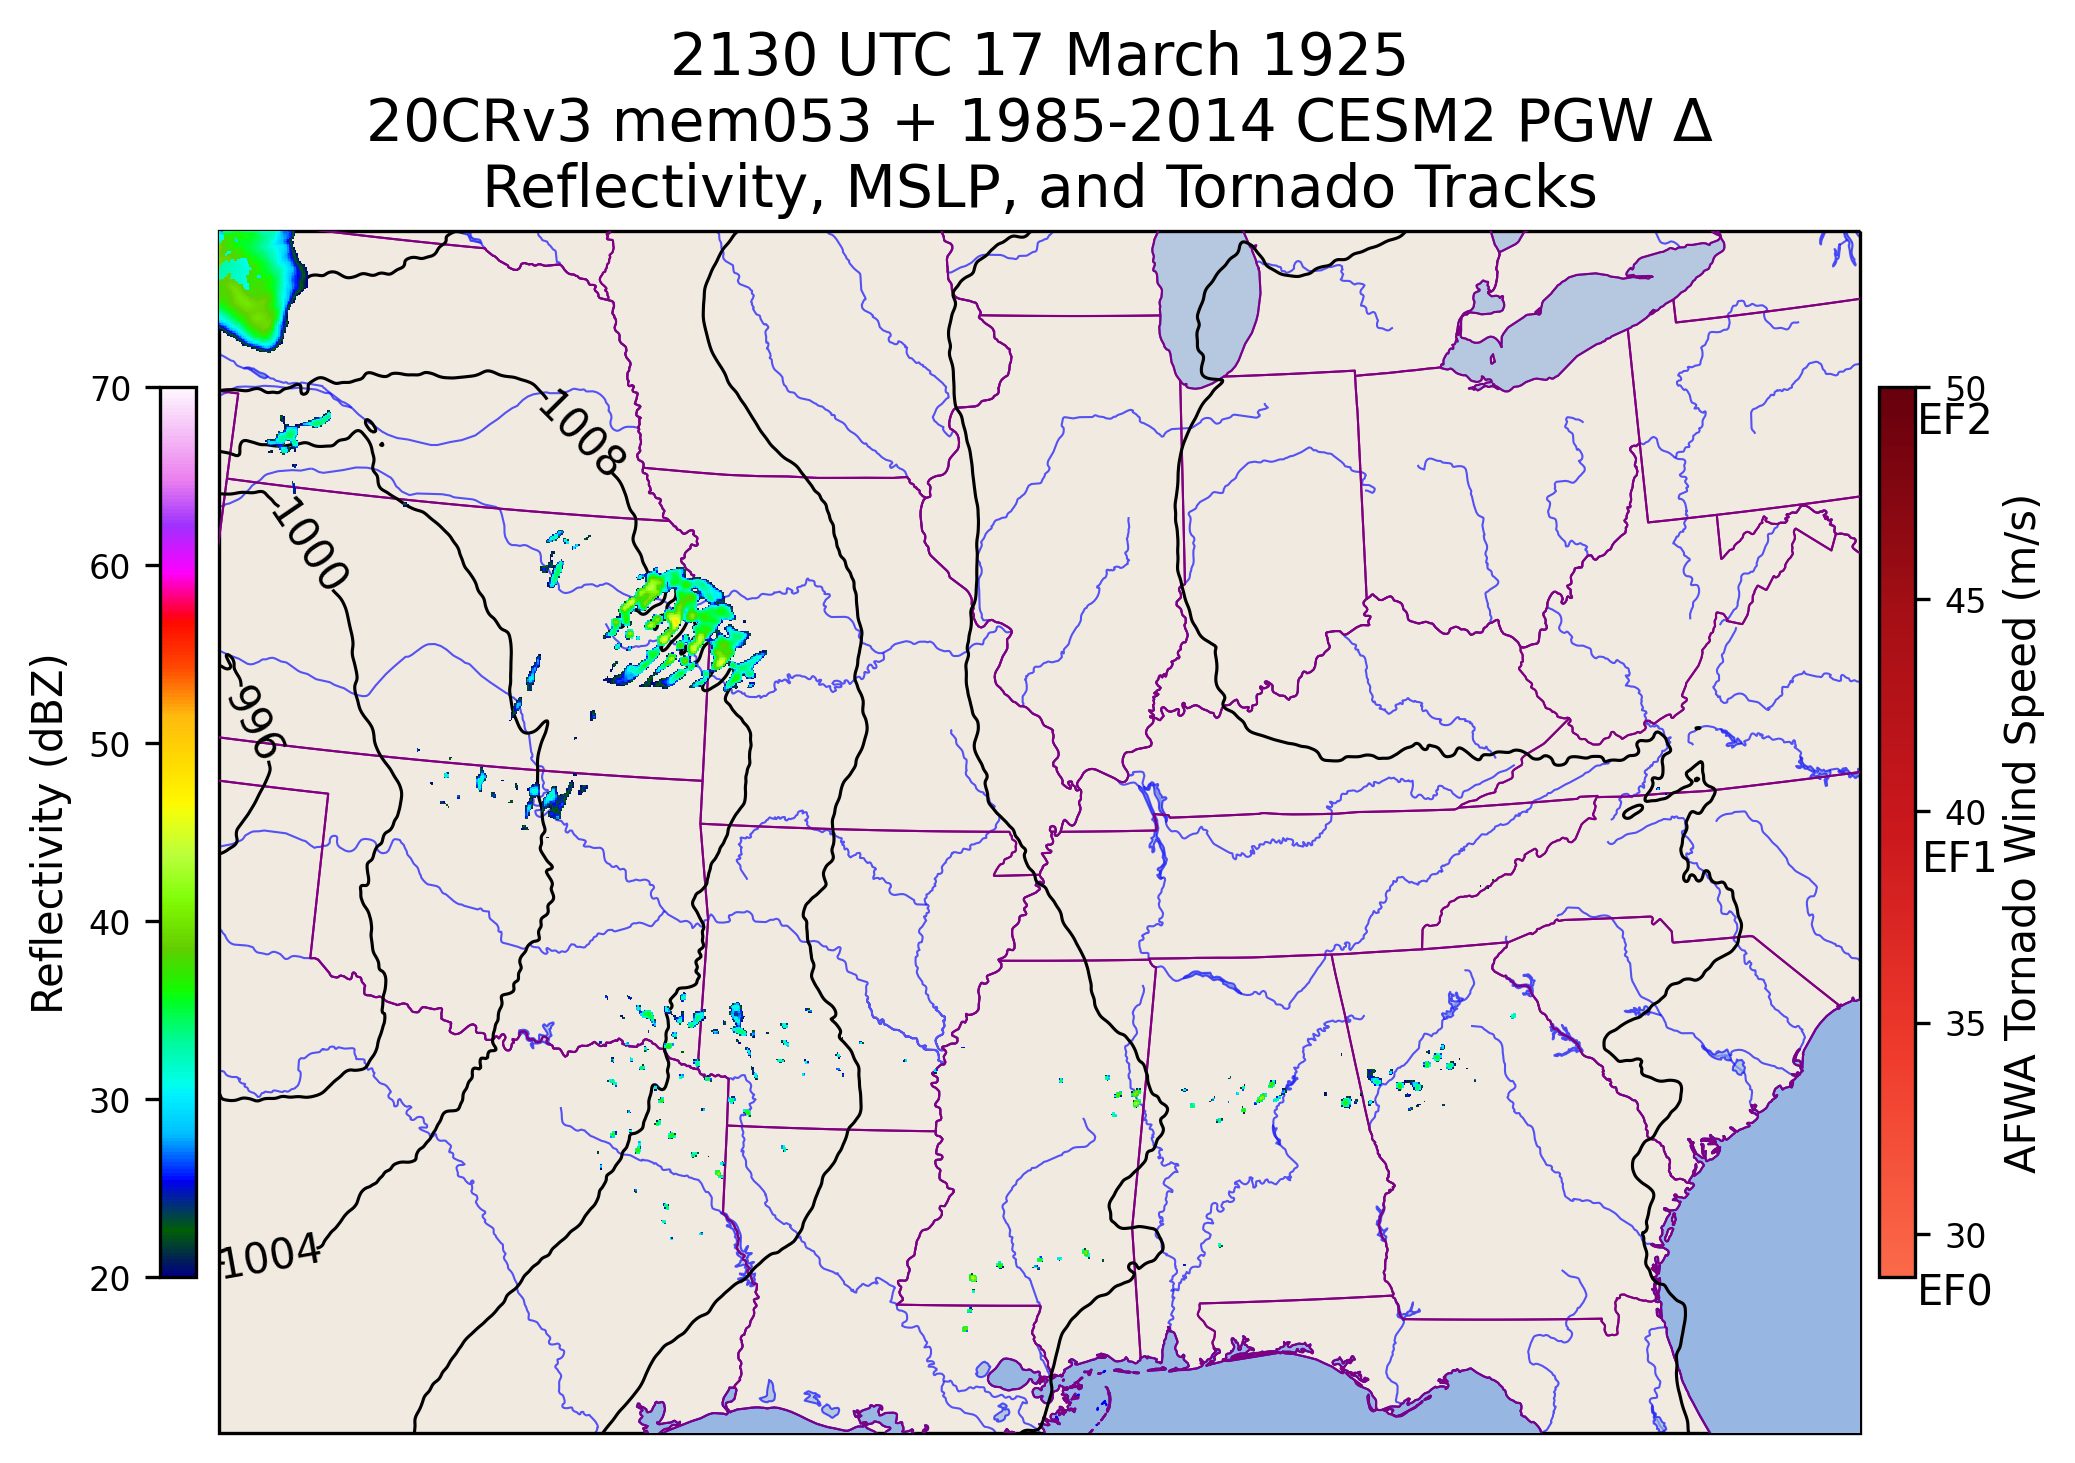 2130 UTC 17 March 1925
20CRv3 mem053 + 1985-2014 CESM2 PGW Δ
Reflectivity, MSLP, and Tornado Tracks
Reflectivity (dBZ)
70
60
50
40
30
20
1008
1000
996
1004
50
EF2
45
40
EF1
35
30
EF0
AFWA Tornado Wind Speed (m/s)